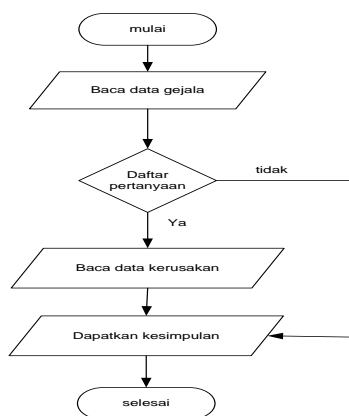 mulai
Baca data gejala
Daftar
pertanyaan
tidak
Ya
Baca data kerusakan
Dapatkan kesimpulan
selesai